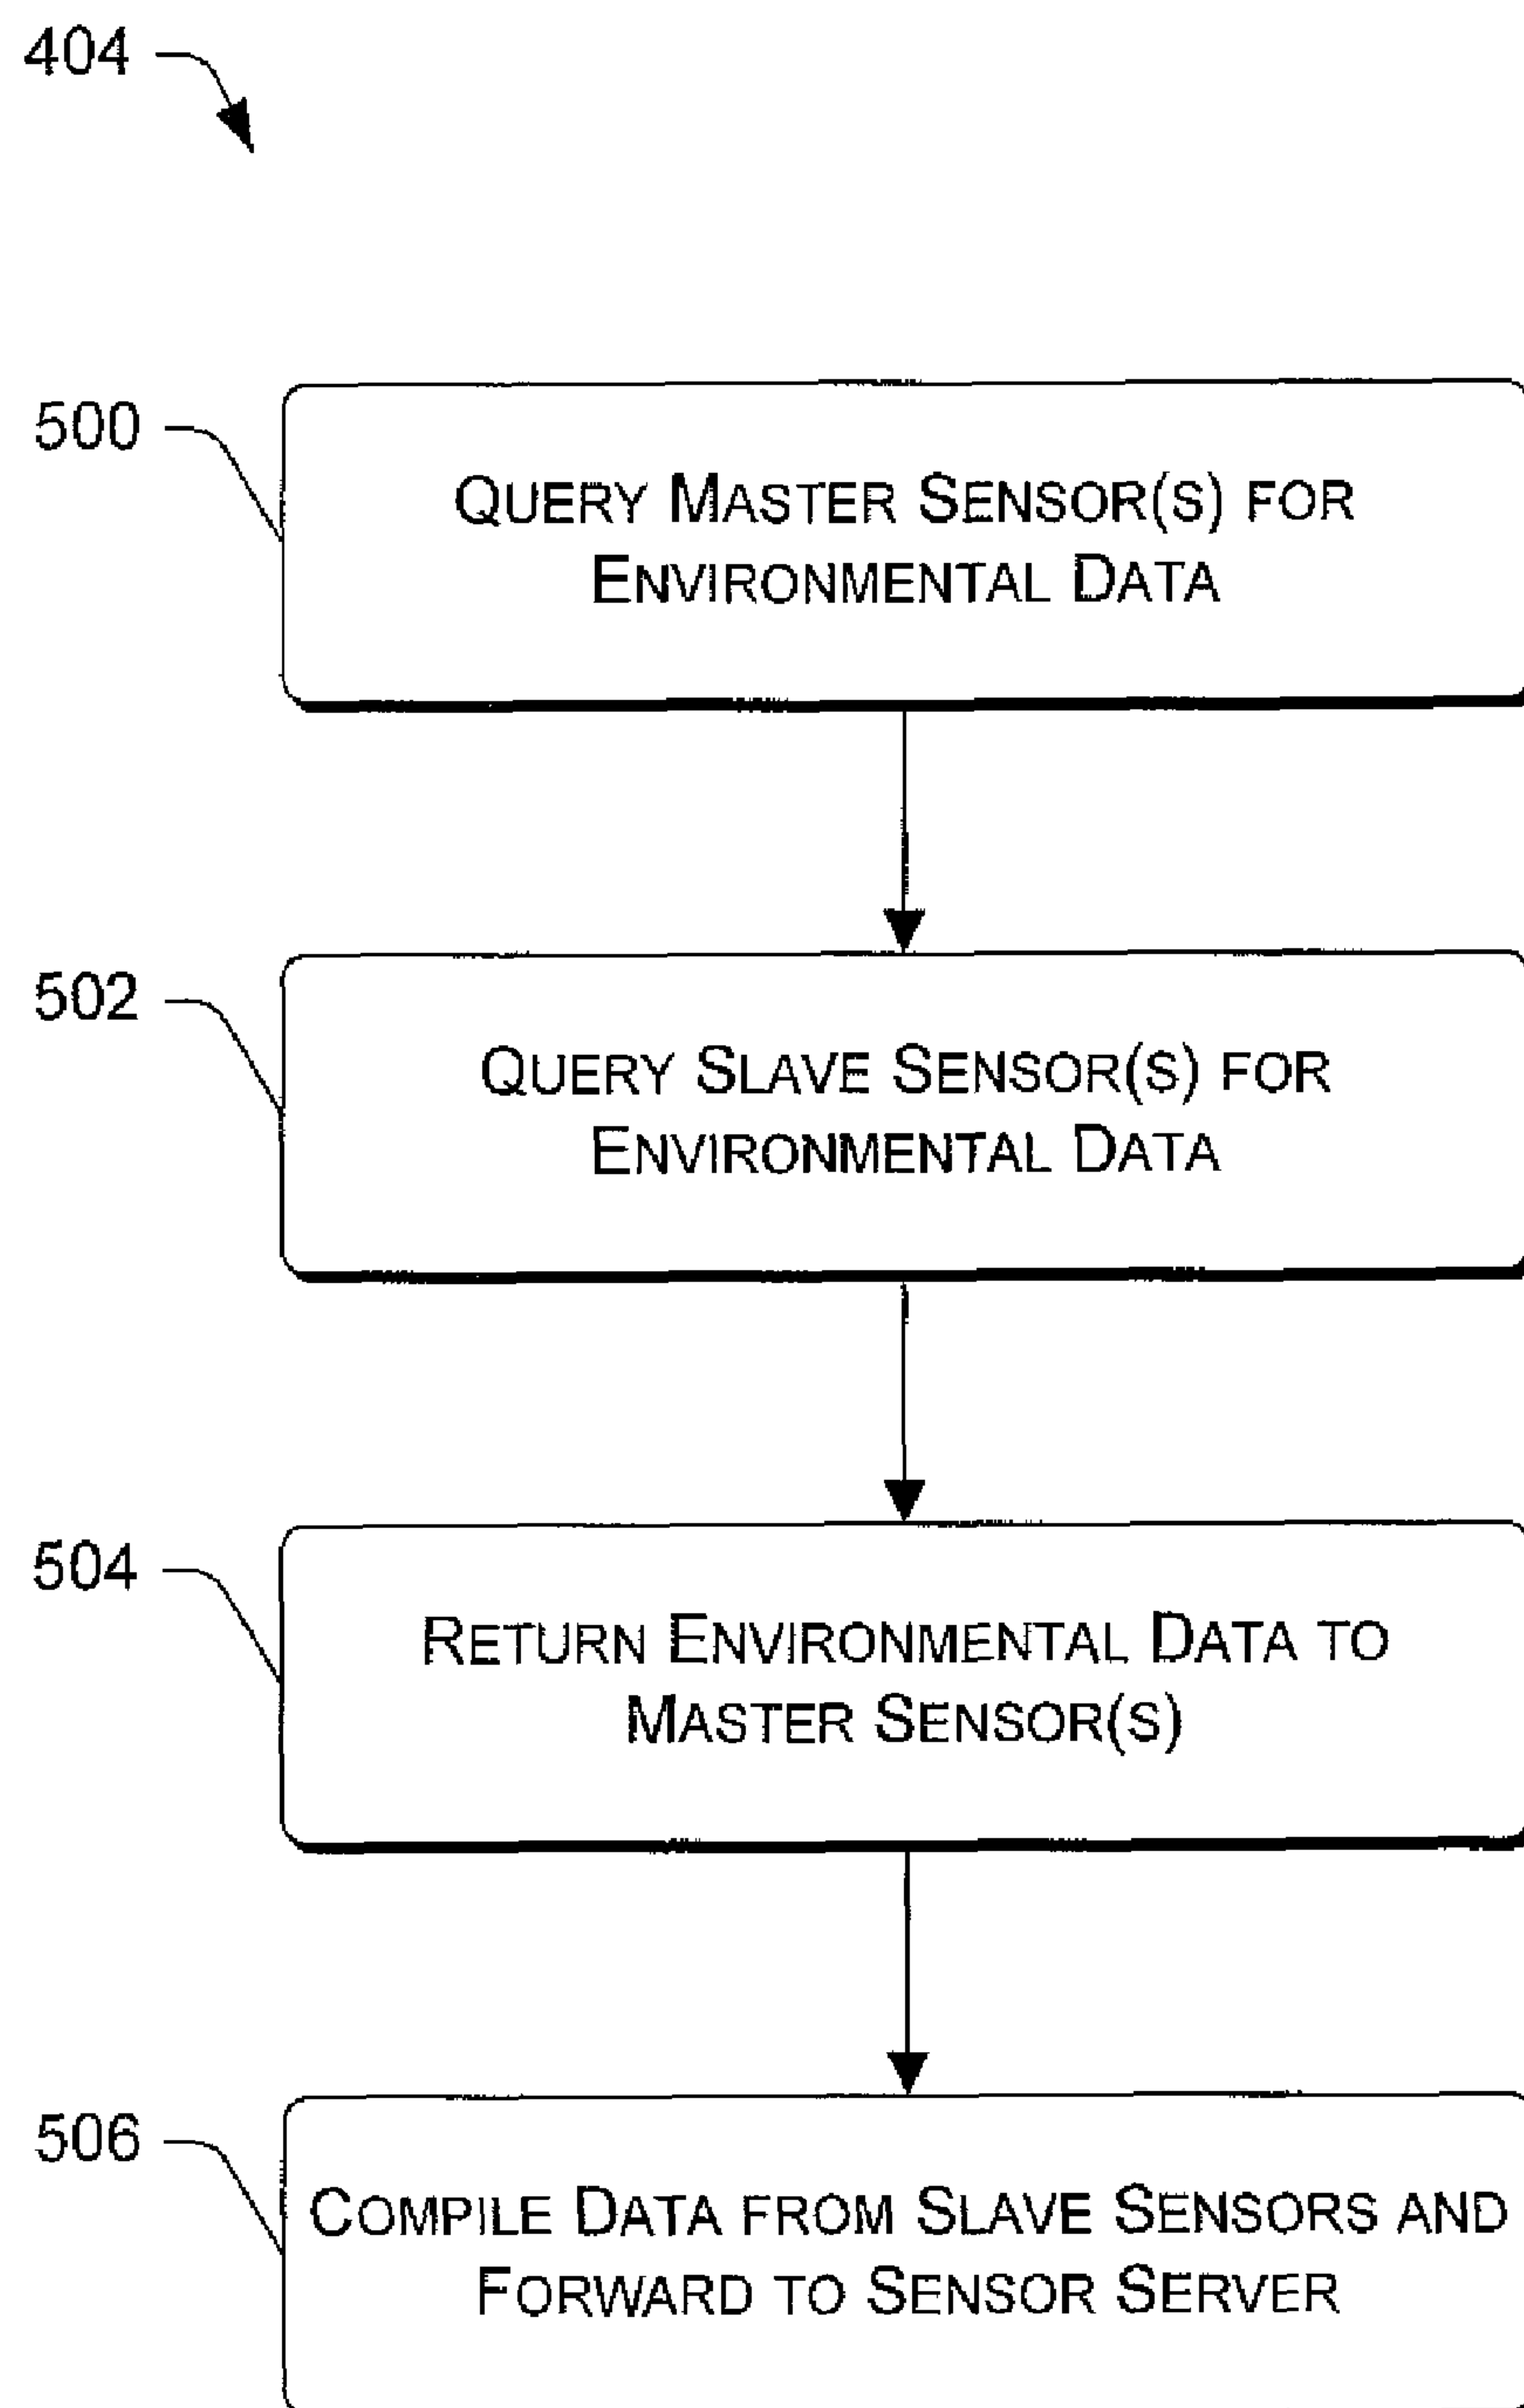 404
500
QUERY MASTER SENSOR(S) FOR
ENVIRONMENTAL DATA
502
QUERY SLAVE SENSOR(S) FOR
ENVIRONMENTAL DATA
504
RETURN ENVIRONMENTAL DATA TO
MASTER SENSOR(S)
506
COMPILE DATA FROM SLAVE SENSORS AND
FORWARD TO SENSOR SERVER